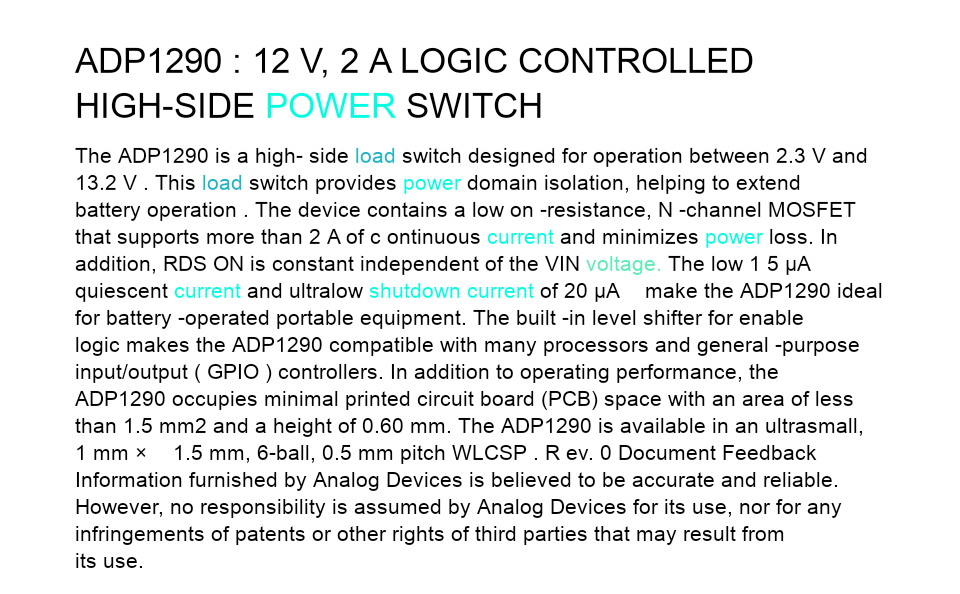 ADP1290 : 12 V, 2 A LOGIC CONTROLLED
HIGH-SIDE POWER SWITCH
The ADP1290 is a high- side load switch designed for operation between 2.3 V and
13.2 V . This load switch provides power domain isolation, helping to extend
battery operation . The device contains a low on -resistance, N -channel MOSFET
that supports more than 2 A of c ontinuous current and minimizes power loss. In
addition, RDS ON is constant independent of the VIN voltage. The low 1 5 µA
quiescent current and ultralow shutdown current of 20 µA    make the ADP1290 ideal
for battery -operated portable equipment. The built -in level shifter for enable
logic makes the ADP1290 compatible with many processors and general -purpose
input/output ( GPIO ) controllers. In addition to operating performance, the
ADP1290 occupies minimal printed circuit board (PCB) space with an area of less
than 1.5 mm2 and a height of 0.60 mm. The ADP1290 is available in an ultrasmall,
1 mm ×    1.5 mm, 6-ball, 0.5 mm pitch WLCSP . R ev. 0 Document Feedback
Information furnished by Analog Devices is believed to be accurate and reliable.
However, no responsibility is assumed by Analog Devices for its use, nor for any
infringements of patents or other rights of third parties that may result from
its use.